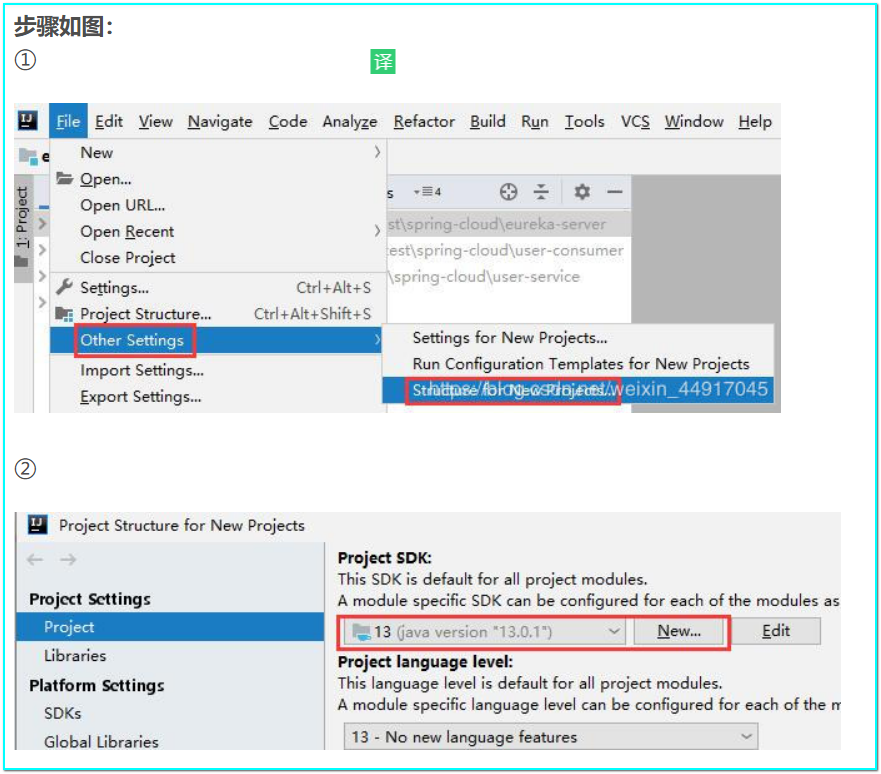 步骤如图：
①
译
File Edit View Navigate Code Analyze Refactor Build Run Tools VCS Window Help
e
New
Open...
s 4
Open URL...
1: Project
st\spring-cloud\eureka-server
Open Recent
est\spring-cloud\user-consumer
Close Project
\spring-cloud\user-service
Settings... Ctrl+Alt+S
Project Structure... Ctrl+Alt+Shift+S
Other Settings
Settings for New Projects...
Import Settings...
Run Configuration Templates for New Projects
Export Settings...
Structure for New Projects...
https://blog.csdn.net/weixin_44917045
②
Project Structure for New Projects
Project Settings
Project
Libraries
Platform Settings
SDKs
Global Libraries
Project SDK:
This SDK is default for all project modules.
A module specific SDK can be configured for each of the modules as
13 (java version "13.0.1") New... Edit
Project language level:
This language level is default for all project modules.
A module specific language level can be configured for each of the m
13 - No new language features